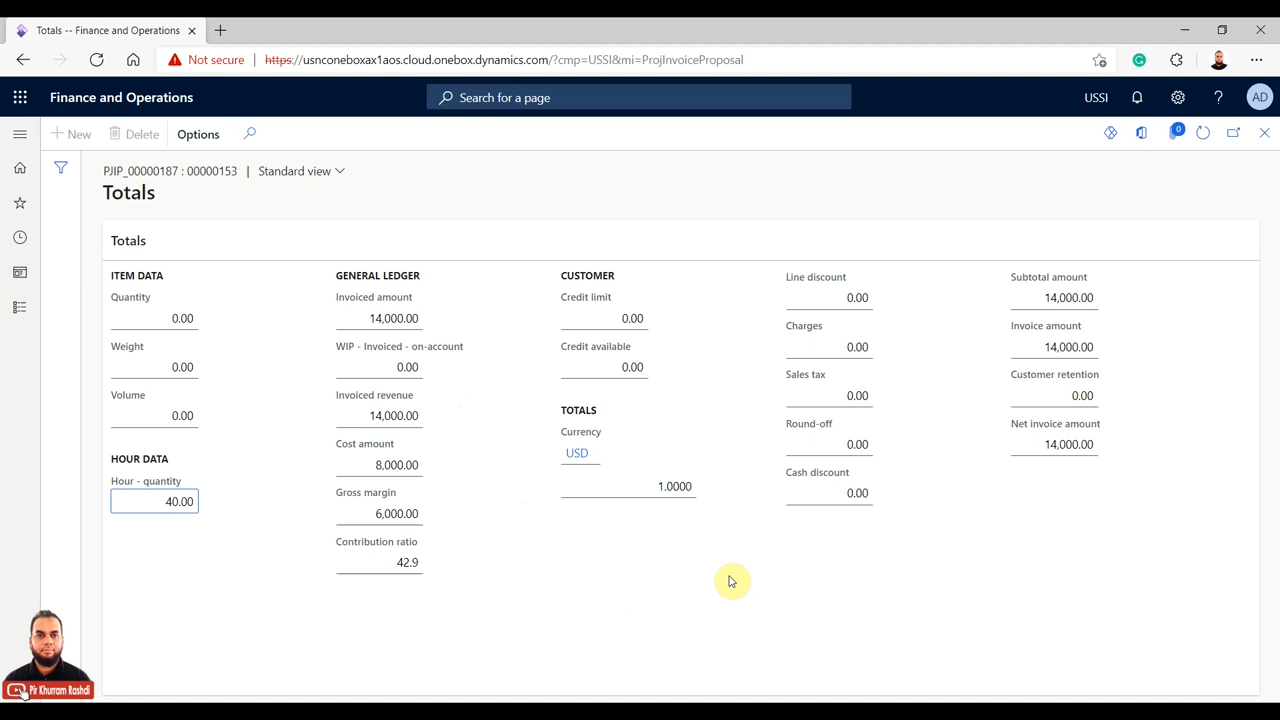 Totals -- Finance and Operations
Not secure https://usnconeboxax1aos.cloud.onebox.dynamics.com/?cmp=USSI&mi=ProjInvoiceProposal
Finance and Operations
Search for a page
USSI
AD
New
Delete
Options
0
PJIP_00000187 : 00000153 | Standard view
Totals
Totals
ITEM DATA
Quantity
0.00
Weight
0.00
Volume
0.00
HOUR DATA
Hour - quantity
40.00
GENERAL LEDGER
Invoiced amount
14,000.00
WIP - Invoiced - on-account
0.00
Invoiced revenue
14,000.00
Cost amount
8,000.00
Gross margin
6,000.00
Contribution ratio
42.9
CUSTOMER
Credit limit
0.00
Credit available
0.00
TOTALS
Currency
USD
1.0000
Line discount
0.00
Charges
0.00
Sales tax
0.00
Round-off
0.00
Cash discount
0.00
Subtotal amount
14,000.00
Invoice amount
14,000.00
Customer retention
0.00
Net invoice amount
14,000.00
Pir Khurram Rashdi